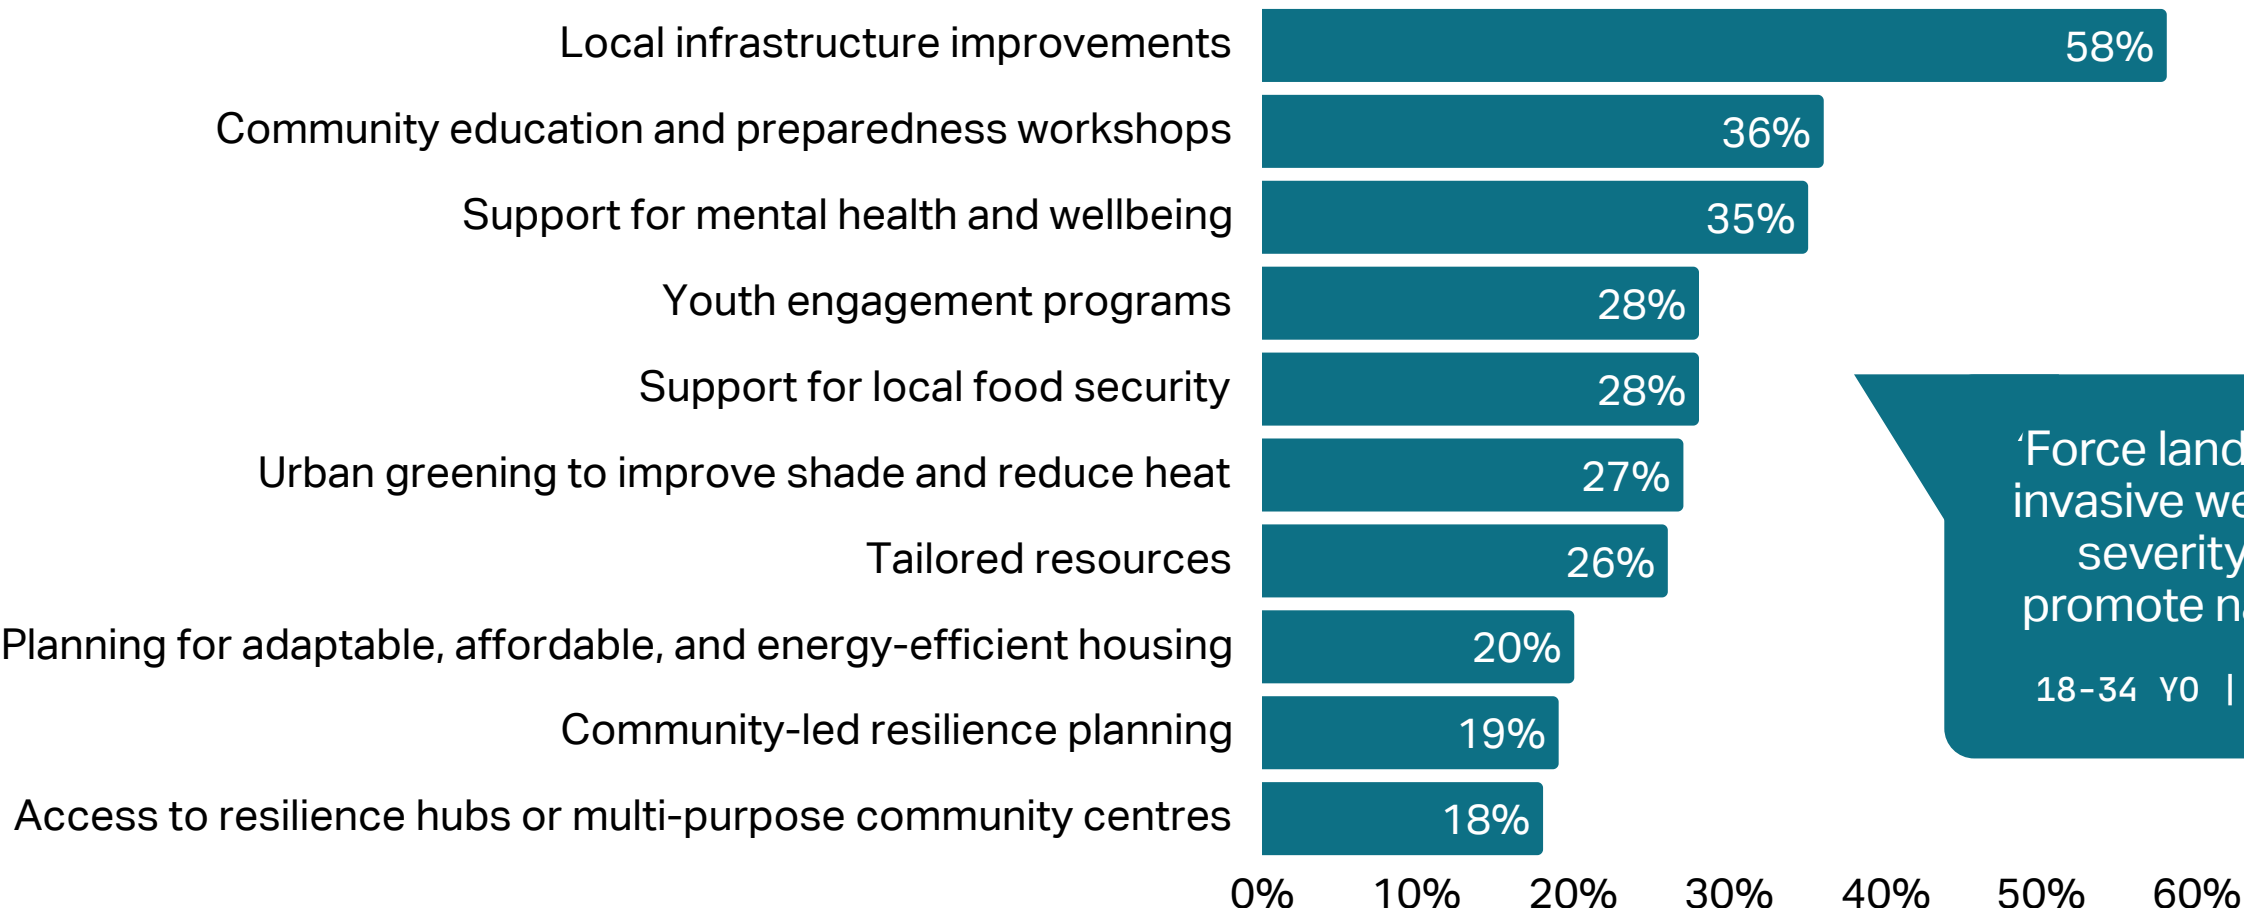 Local infrastructure improvements 58%
Community education and preparedness workshops 36%
Support for mental health and wellbeing 35%
Youth engagement programs 28%
Support for local food security 28%
Urban greening to improve shade and reduce heat 27%
Tailored resources 26%
Planning for adaptable, affordable, and energy-efficient housing 20%
Community-led resilience planning 19%
Access to resilience hubs or multi-purpose community centres 18%
0% 10% 20% 30% 40% 50% 60%
‘Force land
invasive we
severity
promote na
18-34 YO |